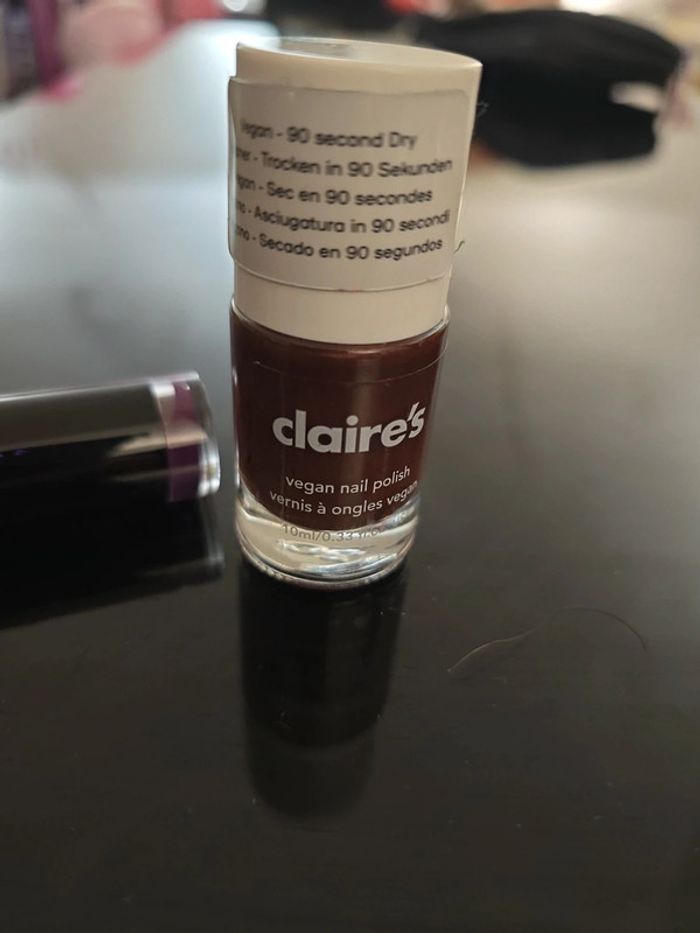 Vegan - 90 second Dry
- Trocken in 90 Sekunden
- Sec en 90 secondes
- Asciugatura in 90 secondi
- Secado en 90 segundos
claire's
vegan nail polish
vernis à ongles vegan
10ml/0.33 fl.o